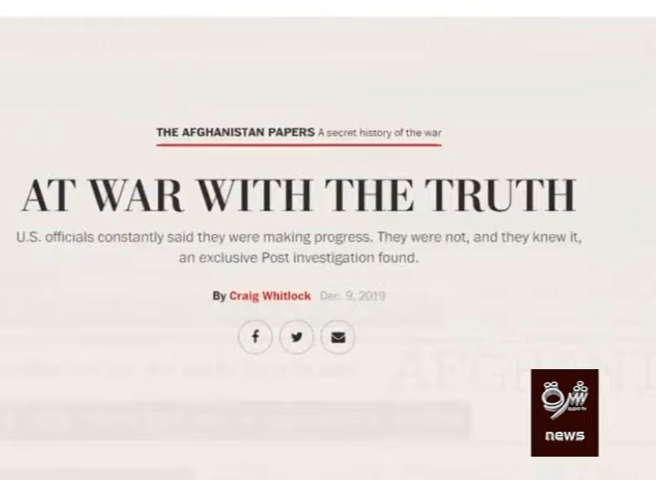 THE AFGHANISTAN PAPERS A secret history of the war
AT WAR WITH THE TRUTH
U.S. officials constantly said they were making progress. They were not, and they knew it,
an exclusive Post investigation found.
By Craig Whitlock Dec. 9, 2019
news